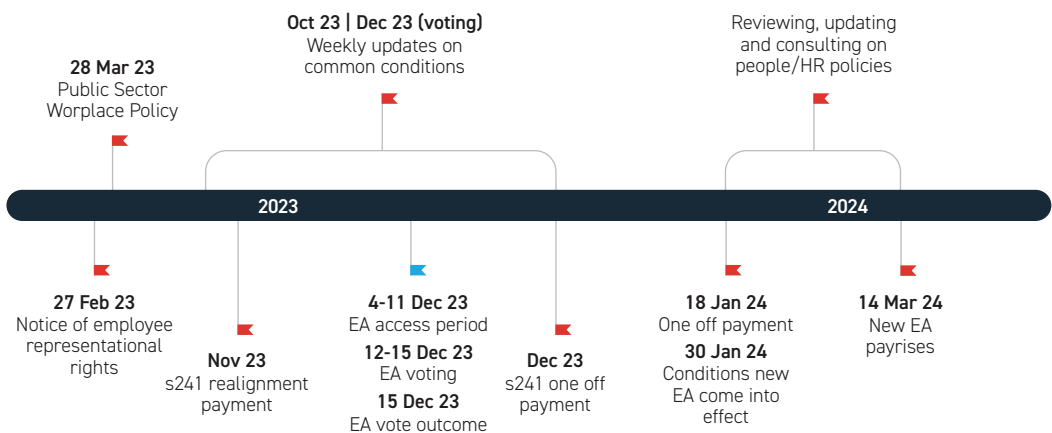 Oct 23 | Dec 23 (voting)
Weekly updates on
common conditions
Reviewing, updating
and consulting on
people/HR policies
28 Mar 23
Public Sector
Worplace Policy
2023
2024
27 Feb 23
Notice of employee
representational
rights
Nov 23
s241 realignment
payment
4-11 Dec 23
EA access period
12-15 Dec 23
EA voting
15 Dec 23
EA vote outcome
Dec 23
s241 one off
payment
18 Jan 24
One off payment
30 Jan 24
Conditions new
EA come into
effect
14 Mar 24
New EA
payrises